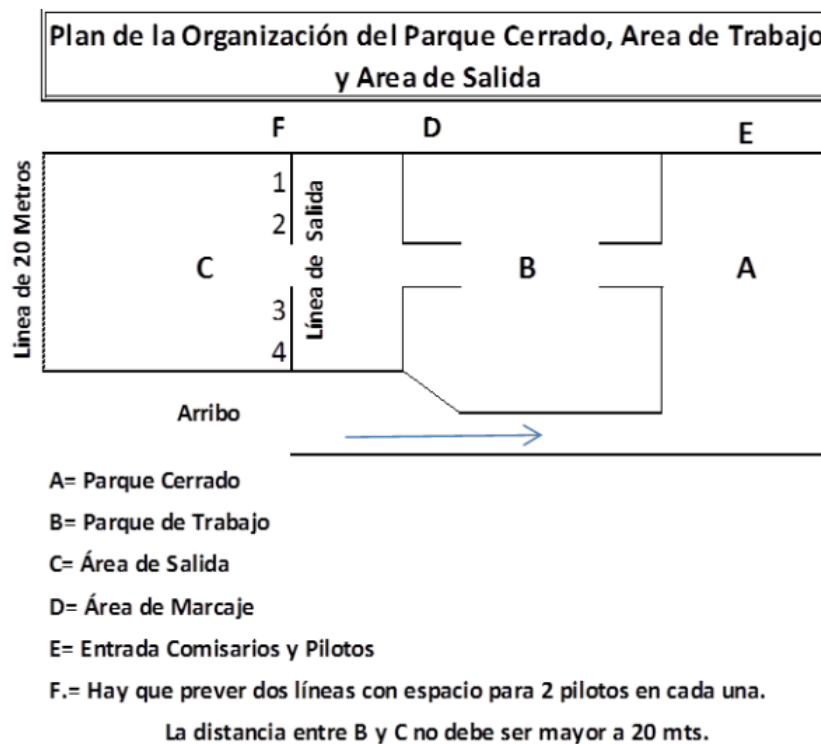 Plan de la Organización del Parque Cerrado, Area de Trabajo
y Area de Salida
F
D
E
Linea de 20 Metros
1
2
Línea de Salida
C
B
A
3
4
Arribo
A= Parque Cerrado
B= Parque de Trabajo
C= Área de Salida
D= Área de Marcaje
E= Entrada Comisarios y Pilotos
F.= Hay que prever dos líneas con espacio para 2 pilotos en cada una.
La distancia entre B y C no debe ser mayor a 20 mts.